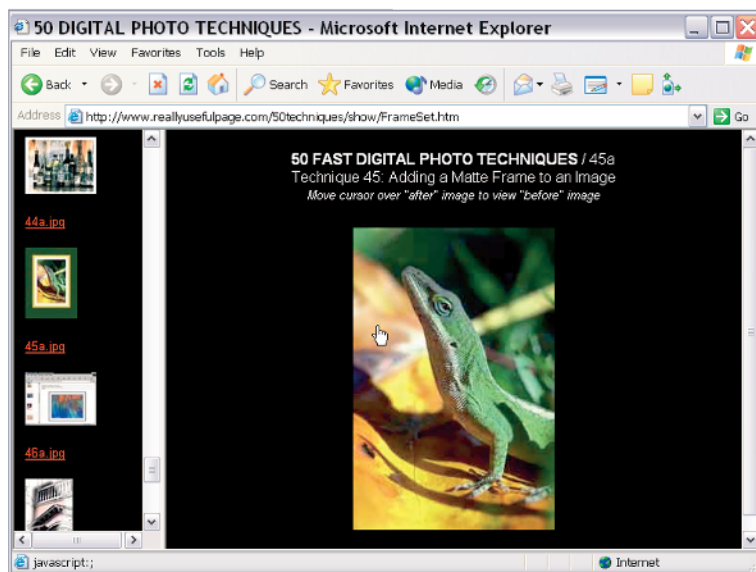 50 DIGITAL PHOTO TECHNIQUES - Microsoft Internet Explorer
File Edit View Favorites Tools Help
Back Search Favorites Media
Address http://www.reallyusefulpage.com/50techniques/show/FrameSet.htm Go
44a.jpg
45a.jpg
46a.jpg
50 FAST DIGITAL PHOTO TECHNIQUES / 45a
Technique 45: Adding a Matte Frame to an Image
Move cursor over "after" image to view "before" image
javascript:; Internet